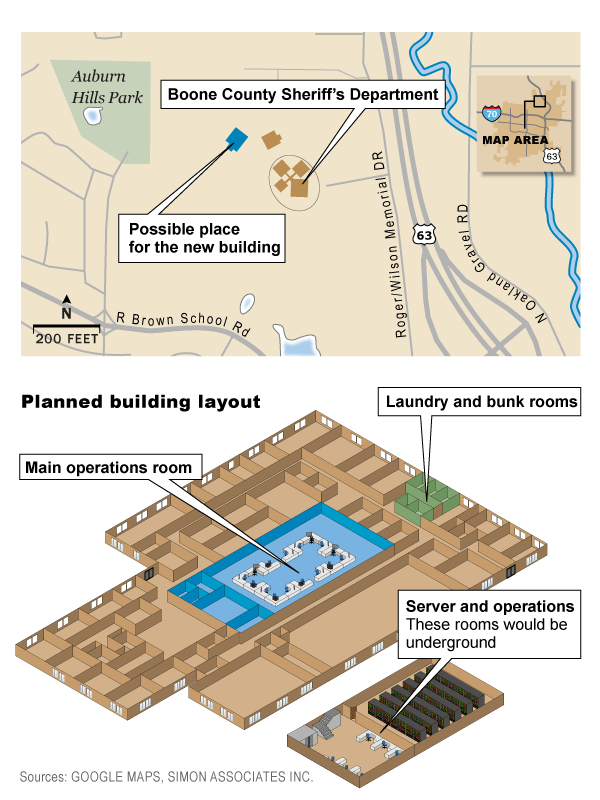 Auburn
Hills Park
Boone County Sheriff's Department
70
MAP AREA
63
Possible place
for the new building
Roger/Wilson Memorial DR
63
N Oakland Gravel RD
N
200 FEET
R Brown School Rd
Planned building layout
Laundry and bunk rooms
Main operations room
Server and operations
These rooms would be
underground
Sources: GOOGLE MAPS, SIMON ASSOCIATES INC.